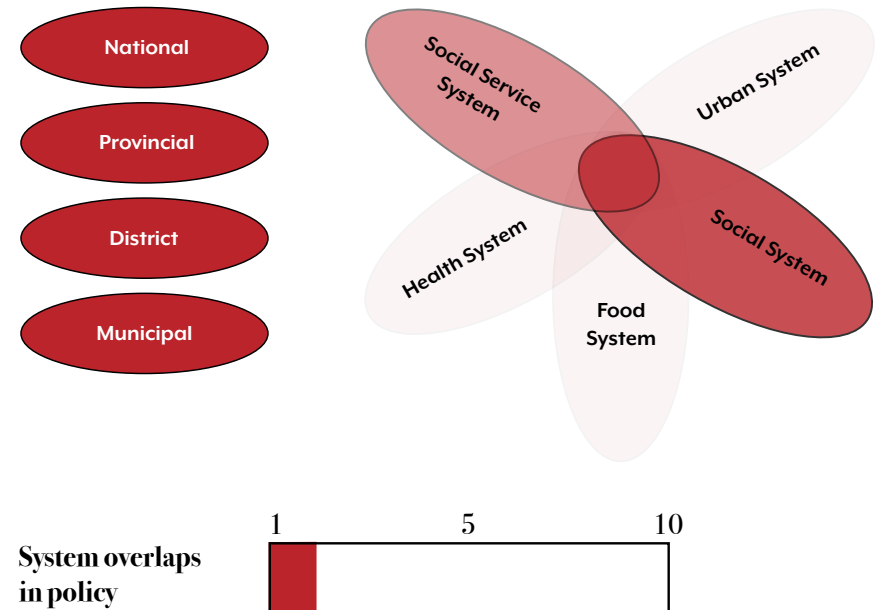 National
Provincial
District
Municipal
Social Service
System
Urban System
Health System
Social System
Food
System
1 5 10
System overlaps
in policy